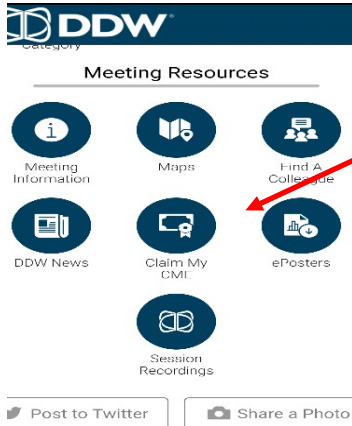 DDW
Category
Meeting Resources
Meeting
Information
Maps
Find A
Colleague
DDW News
Claim My
CME
ePosters
Session
Recordings
Post to Twitter
Share a Photo